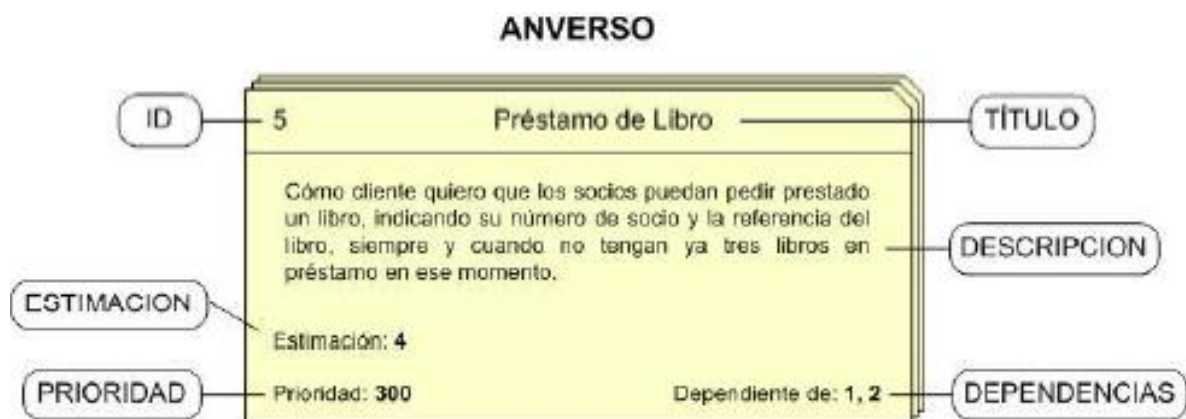 ANVERSO
ID
5
Préstamo de Libro
TÍTULO
Cómo cliente quiero que los socios puedan pedir prestado
un libro, indicando su número de socio y la referencia del
libro, siempre y cuando no tengan ya tres libros en
préstamo en ese momento.
DESCRIPCION
ESTIMACION
Estimación: 4
PRIORIDAD
Prioridad: 300
Dependiente de: 1, 2
DEPENDENCIAS